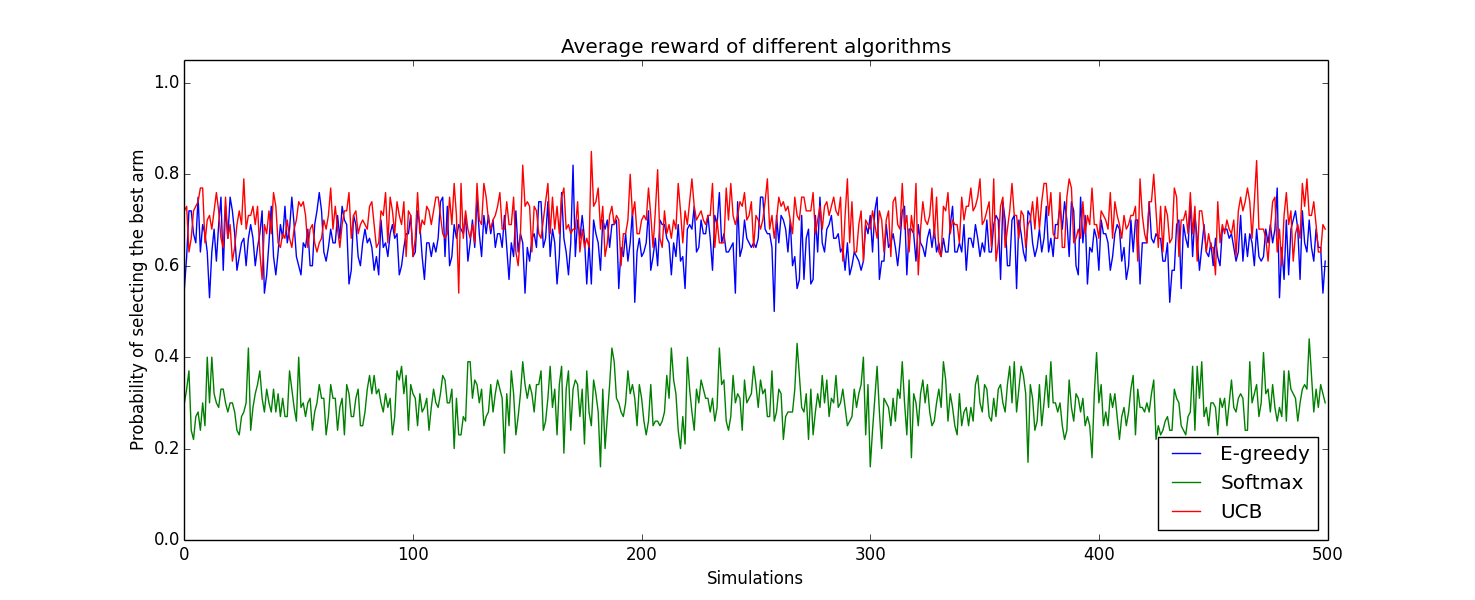 Average reward of different algorithms
Probability of selecting the best arm
1.0
0.8
0.6
0.4
0.2
0.0
0 100 200 300 400 500
Simulations
E-greedy
Softmax
UCB